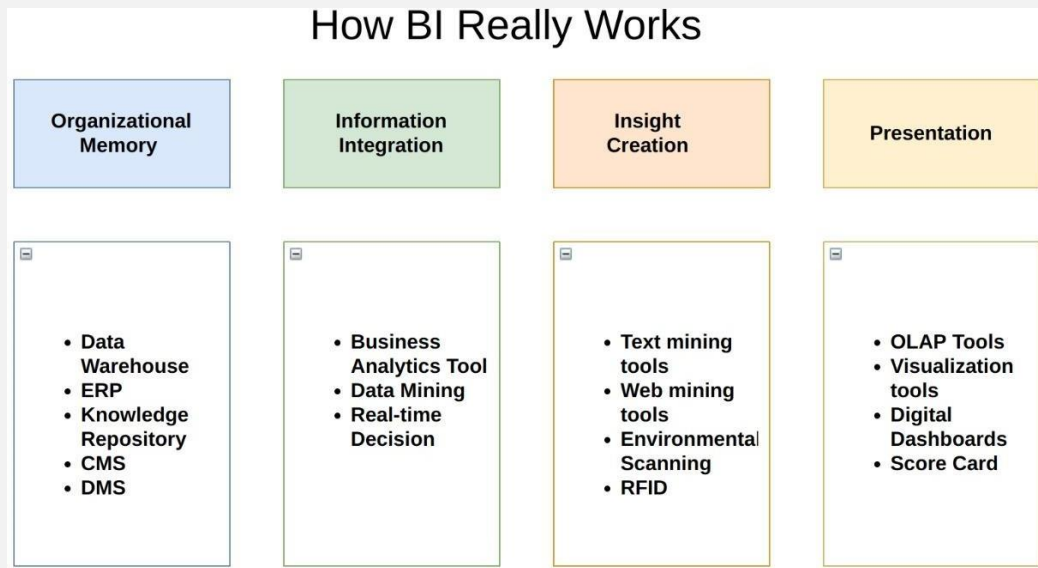 How BI Really Works
Organizational
Memory
Information
Integration
Insight
Creation
Presentation
• Data
Warehouse
• ERP
• Knowledge
Repository
• CMS
• DMS
• Business
Analytics Tool
• Data Mining
• Real-time
Decision
• Text mining
tools
• Web mining
tools
• Environmental
Scanning
• RFID
• OLAP Tools
• Visualization
tools
• Digital
Dashboards
• Score Card